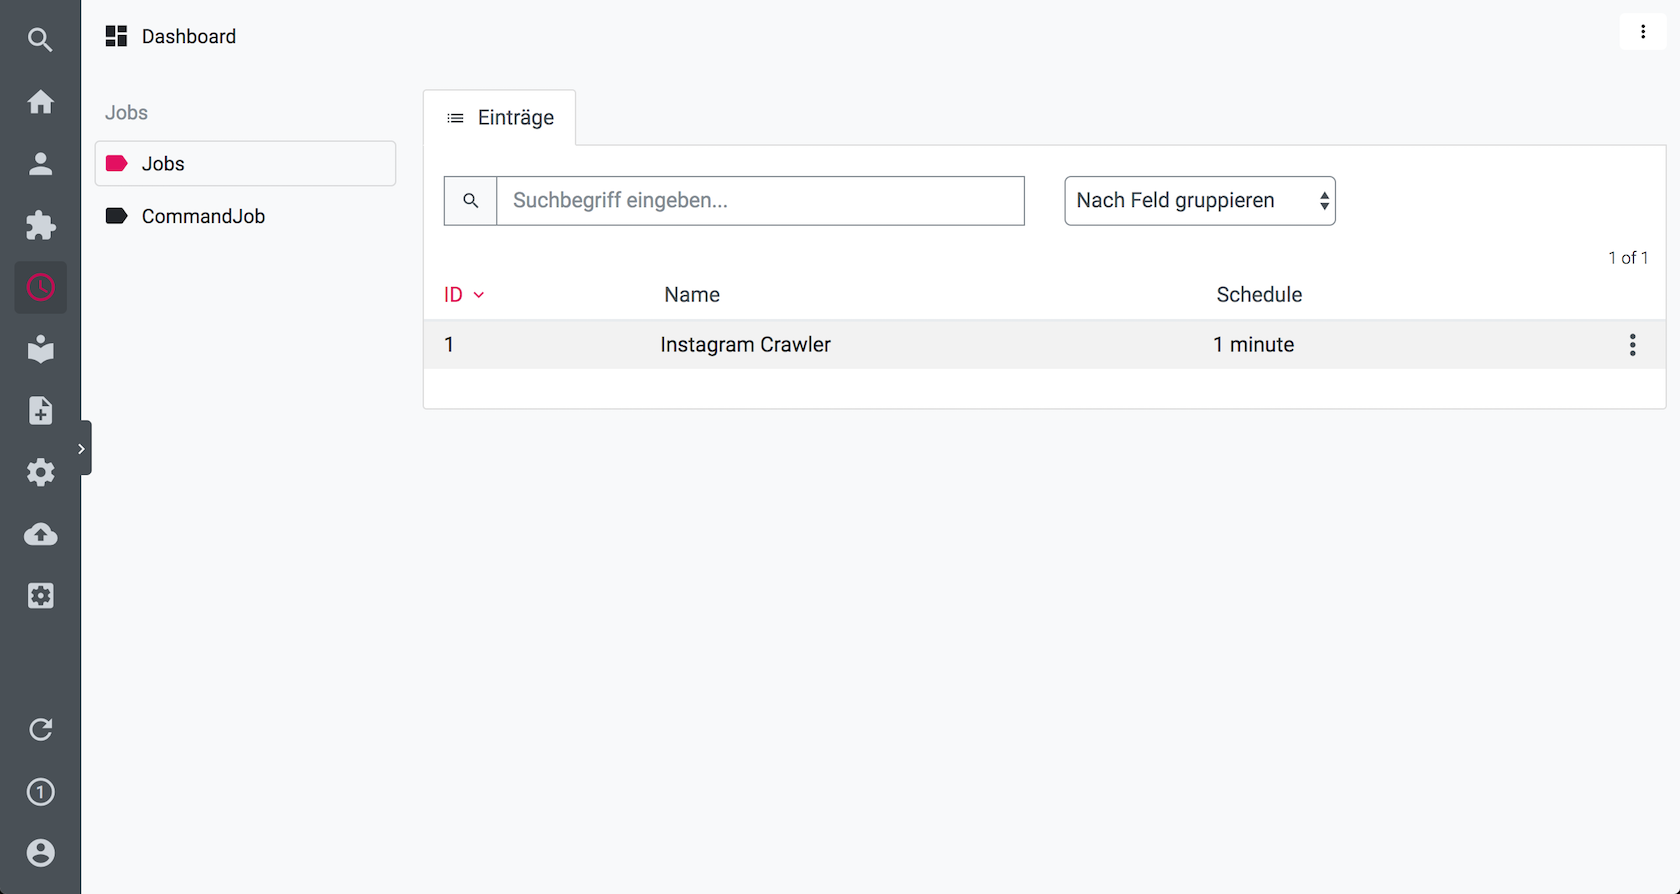 Dashboard
Jobs
Jobs
CommandJob
Einträge
Suchbegriff eingeben...
Nach Feld gruppieren
1 of 1
ID Name Schedule
1 Instagram Crawler 1 minute
1